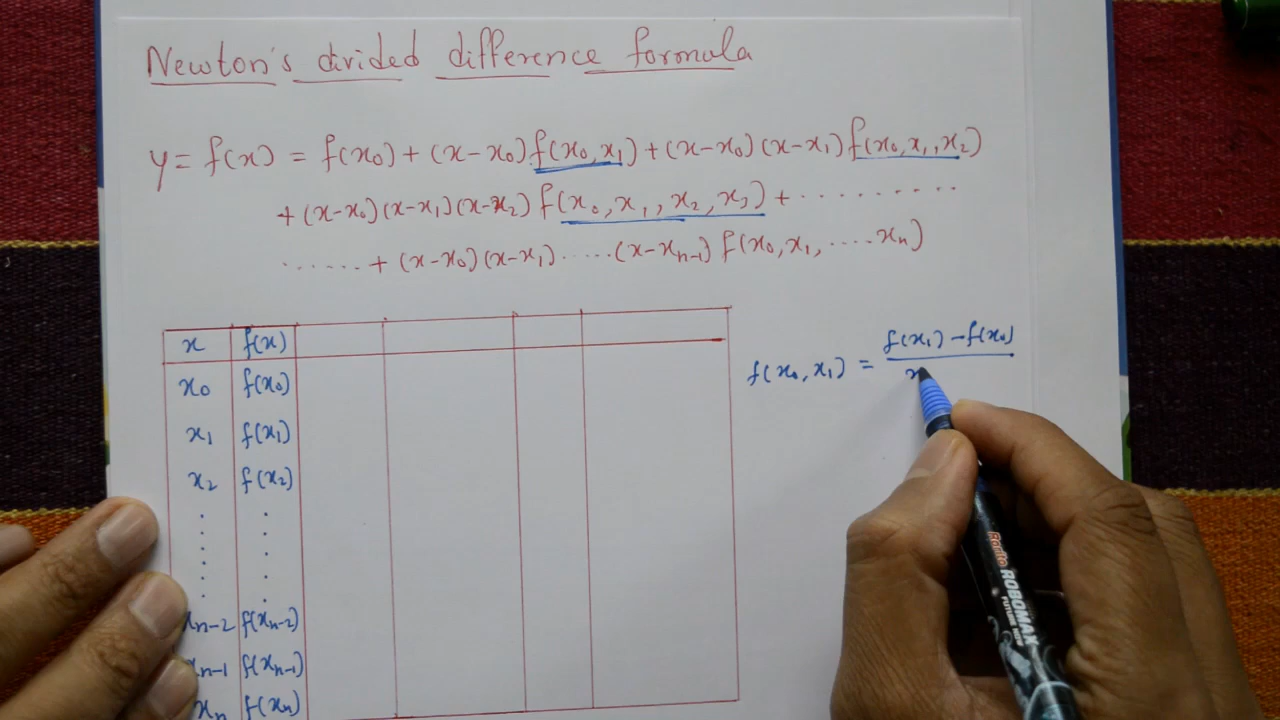 Newton's divided difference formula
y = f(x) = f(x₀) + (x-x₀) f(x₀, x₁) + (x-x₀) (x-x₁) f(x₀, x₁, x₂)
+ (x-x₀) (x-x₁) (x-x₂) f(x₀, x₁, x₂, x₃) + ..........
...... + (x-x₀) (x-x₁) ..... (x-xₙ₋₁) f(x₀, x₁, .... xₙ)
x f(x)
x₀ f(x₀)
x₁ f(x₁)
x₂ f(x₂)
xₙ₋₂ f(xₙ₋₂)
xₙ₋₁ f(xₙ₋₁)
xₙ f(xₙ)
f(x₁) - f(x₀)
f(x₀, x₁) =
x
ROBOMAX